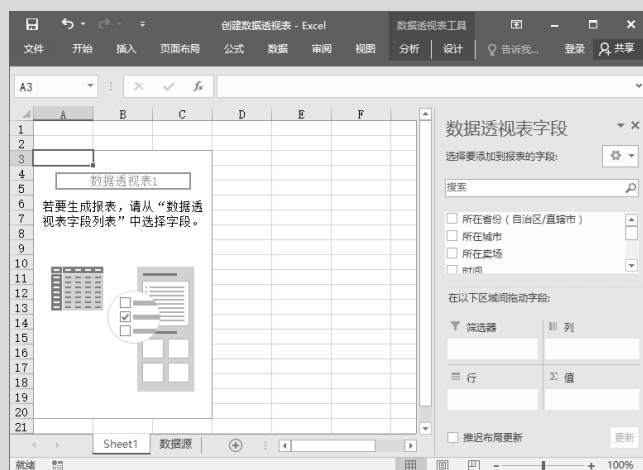 创建数据透视表 - Excel
数据透视表工具
文件 开始 插入 页面布局 公式 数据 审阅 视图 分析 设计 告诉我... 登录 共享
A3
fx
A B C D E F
1
2
3
4
5
6
7
8
9
10
11
12
13
14
15
16
17
18
19
20
21
数据透视表1
若要生成报表，请从“数据透
视表字段列表”中选择字段。
数据透视表字段
选择要添加到报表的字段:
搜索
所在省份（自治区/直辖市）
所在城市
所在卖场
时间
在以下区域间拖动字段:
筛选器
列
行
Σ 值
推迟布局更新
更新
Sheet1 数据源
就绪
100%